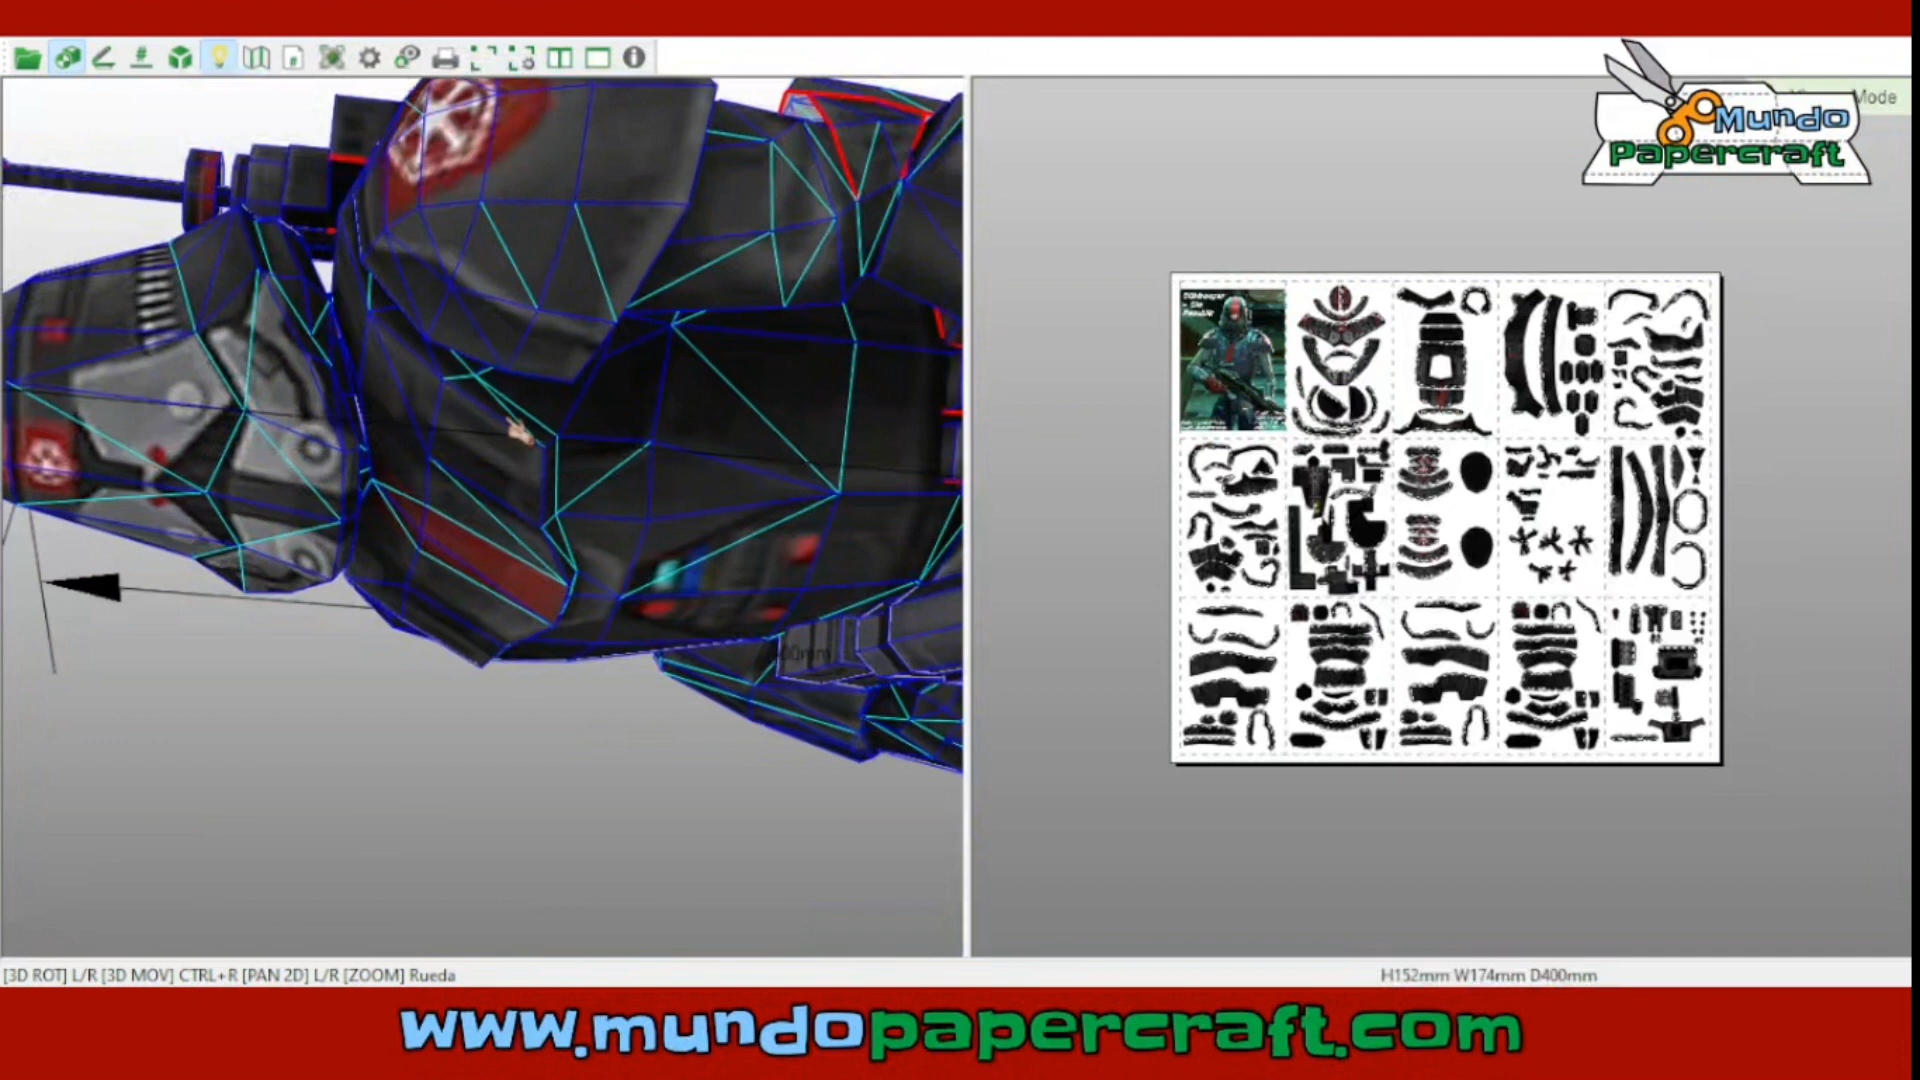 Mode
Mundo
Papercraft
[3D ROT] L/R [3D MOV] CTRL+R [PAN 2D] L/R [ZOOM] Rueda
H152mm W174mm D400mm
www.mundopapercraft.com